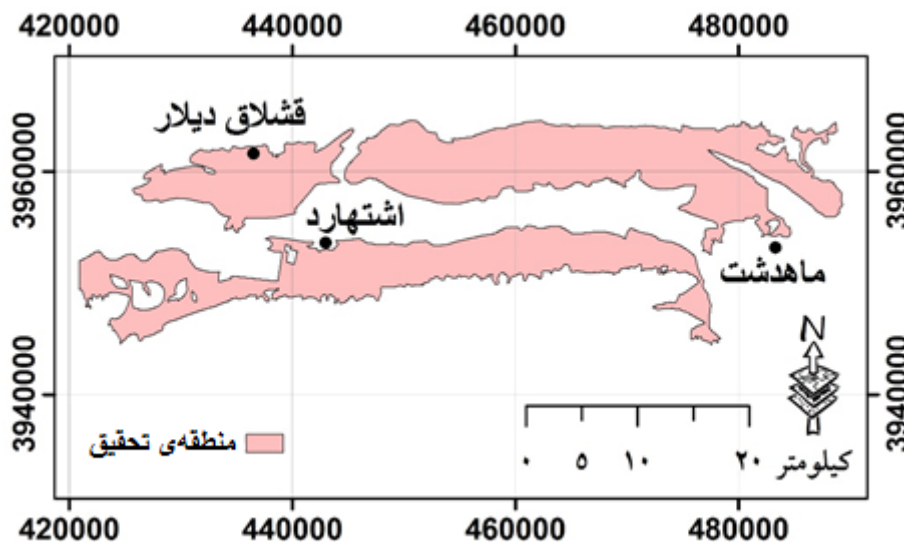 420000 440000 460000 480000
3960000 3960000
3940000 3940000
قشلاق دیلار
اشتهارد
ماهدشت
N
منطقه‌ی تحقیق
۰ ۵ ۱۰ ۲۰ کیلومتر
420000 440000 460000 480000